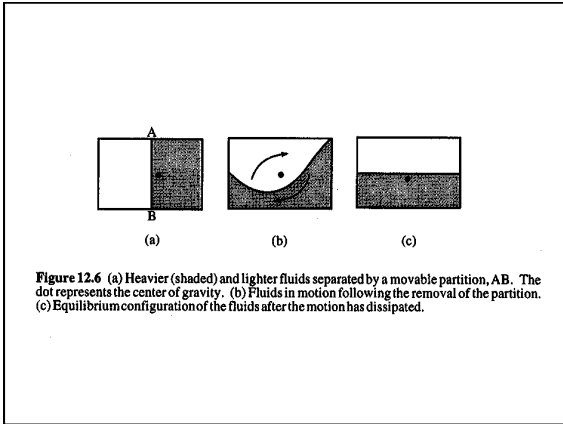 A
B
(a)
(b)
(c)
Figure 12.6 (a) Heavier (shaded) and lighter fluids separated by a movable partition, AB. The
dot represents the center of gravity. (b) Fluids in motion following the removal of the partition.
(c) Equilibrium configuration of the fluids after the motion has dissipated.